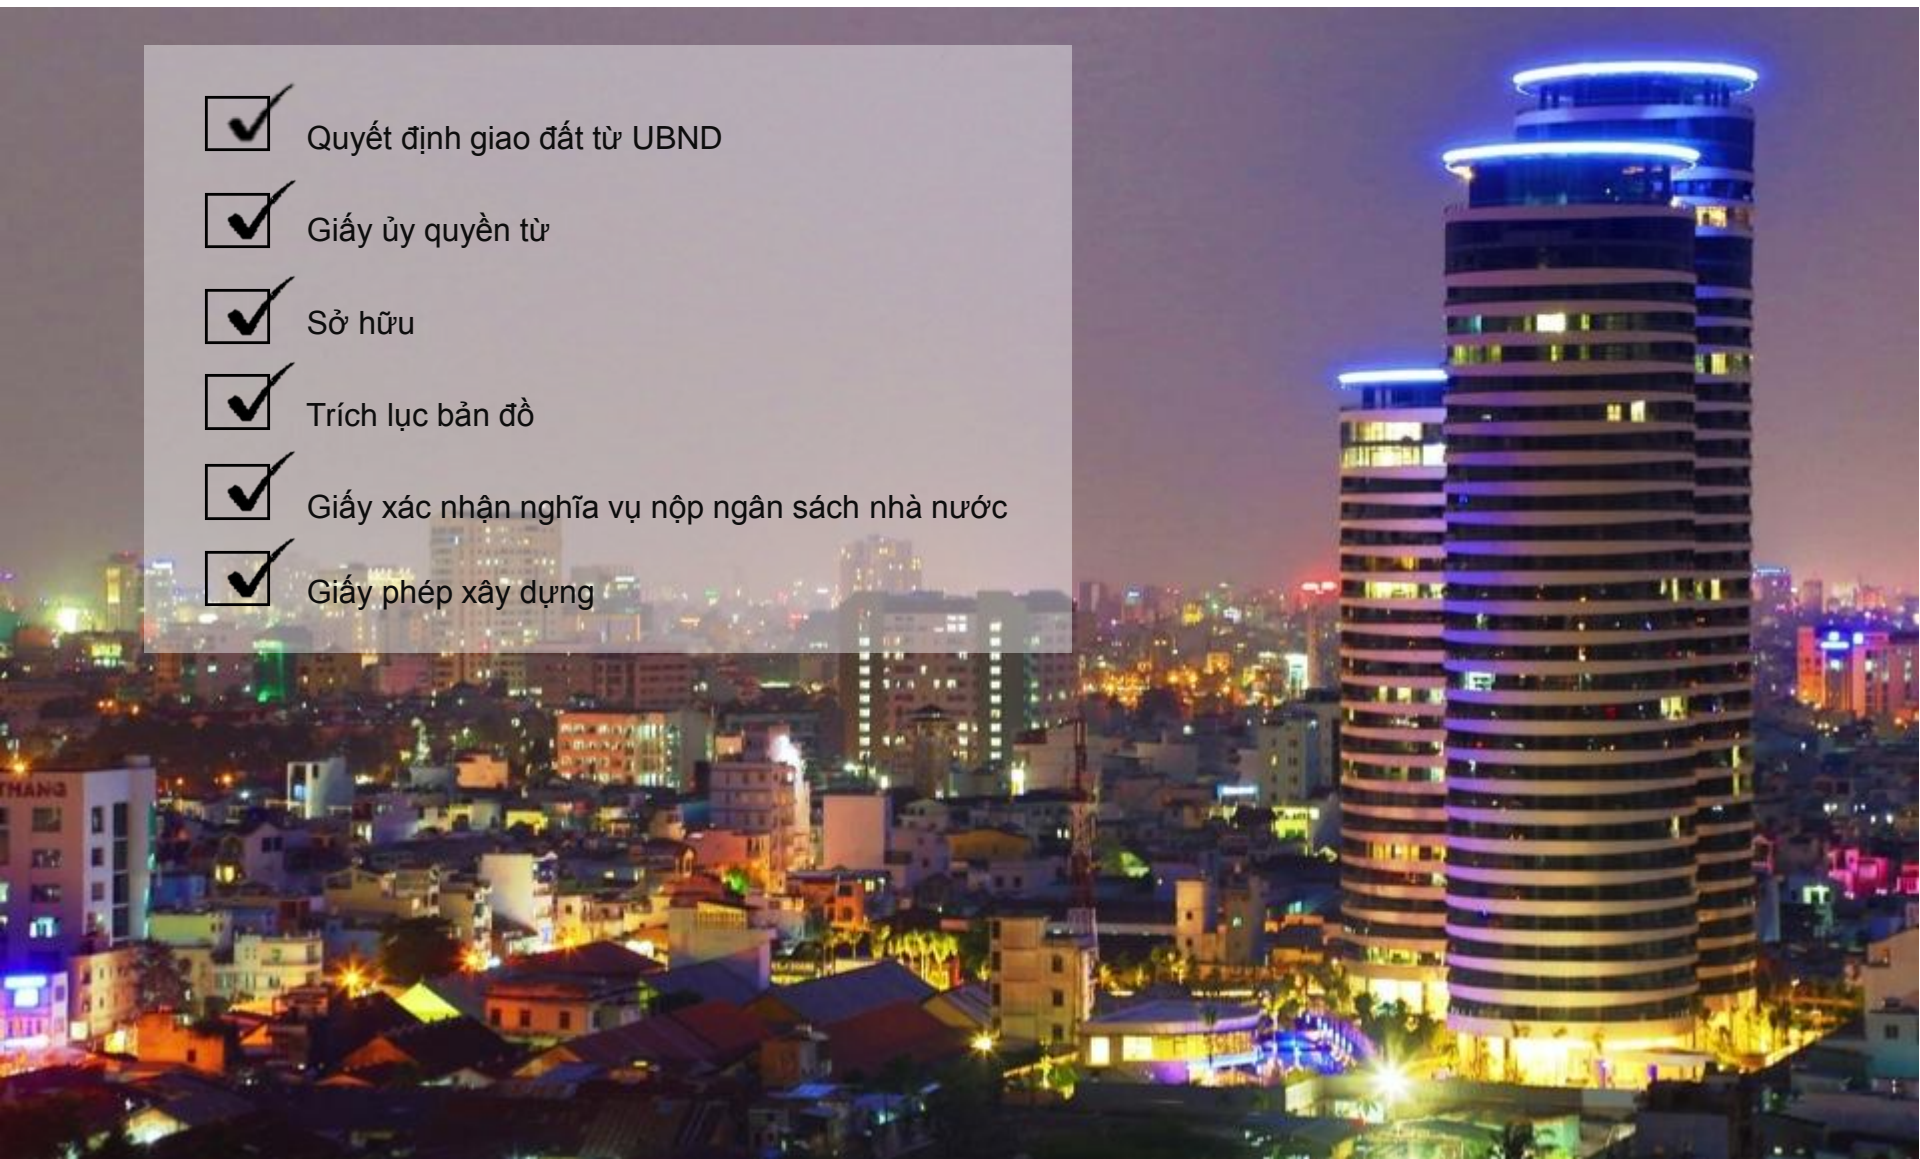 Quyết định giao đất từ UBND
Giấy ủy quyền từ
Sở hữu
Trích lục bản đồ
Giấy xác nhận nghĩa vụ nộp ngân sách nhà nước
Giấy phép xây dựng
THANG